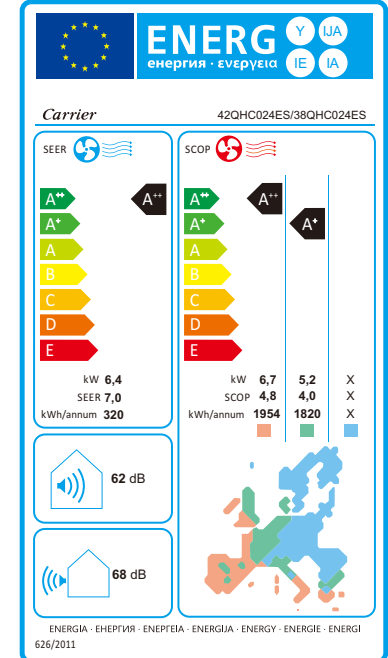 ENERG Y IJA
енергия · ενεργεια IE IA
Carrier 42QHC024ES/38QHC024ES
SEER SCOP
A++ A++ A++ A++
A+ A+ A+
A A
B B
C C
D D
E E
kW 6,4 kW 6,7 5,2 X
SEER 7,0 SCOP 4,8 4,0 X
kWh/annum 320 kWh/annum 1954 1820 X
62 dB
68 dB
ENERGIA · ЕНЕРГИЯ · ΕΝΕΡΓΕΙΑ · ENERGIJA · ENERGY · ENERGIE · ENERGI
626/2011